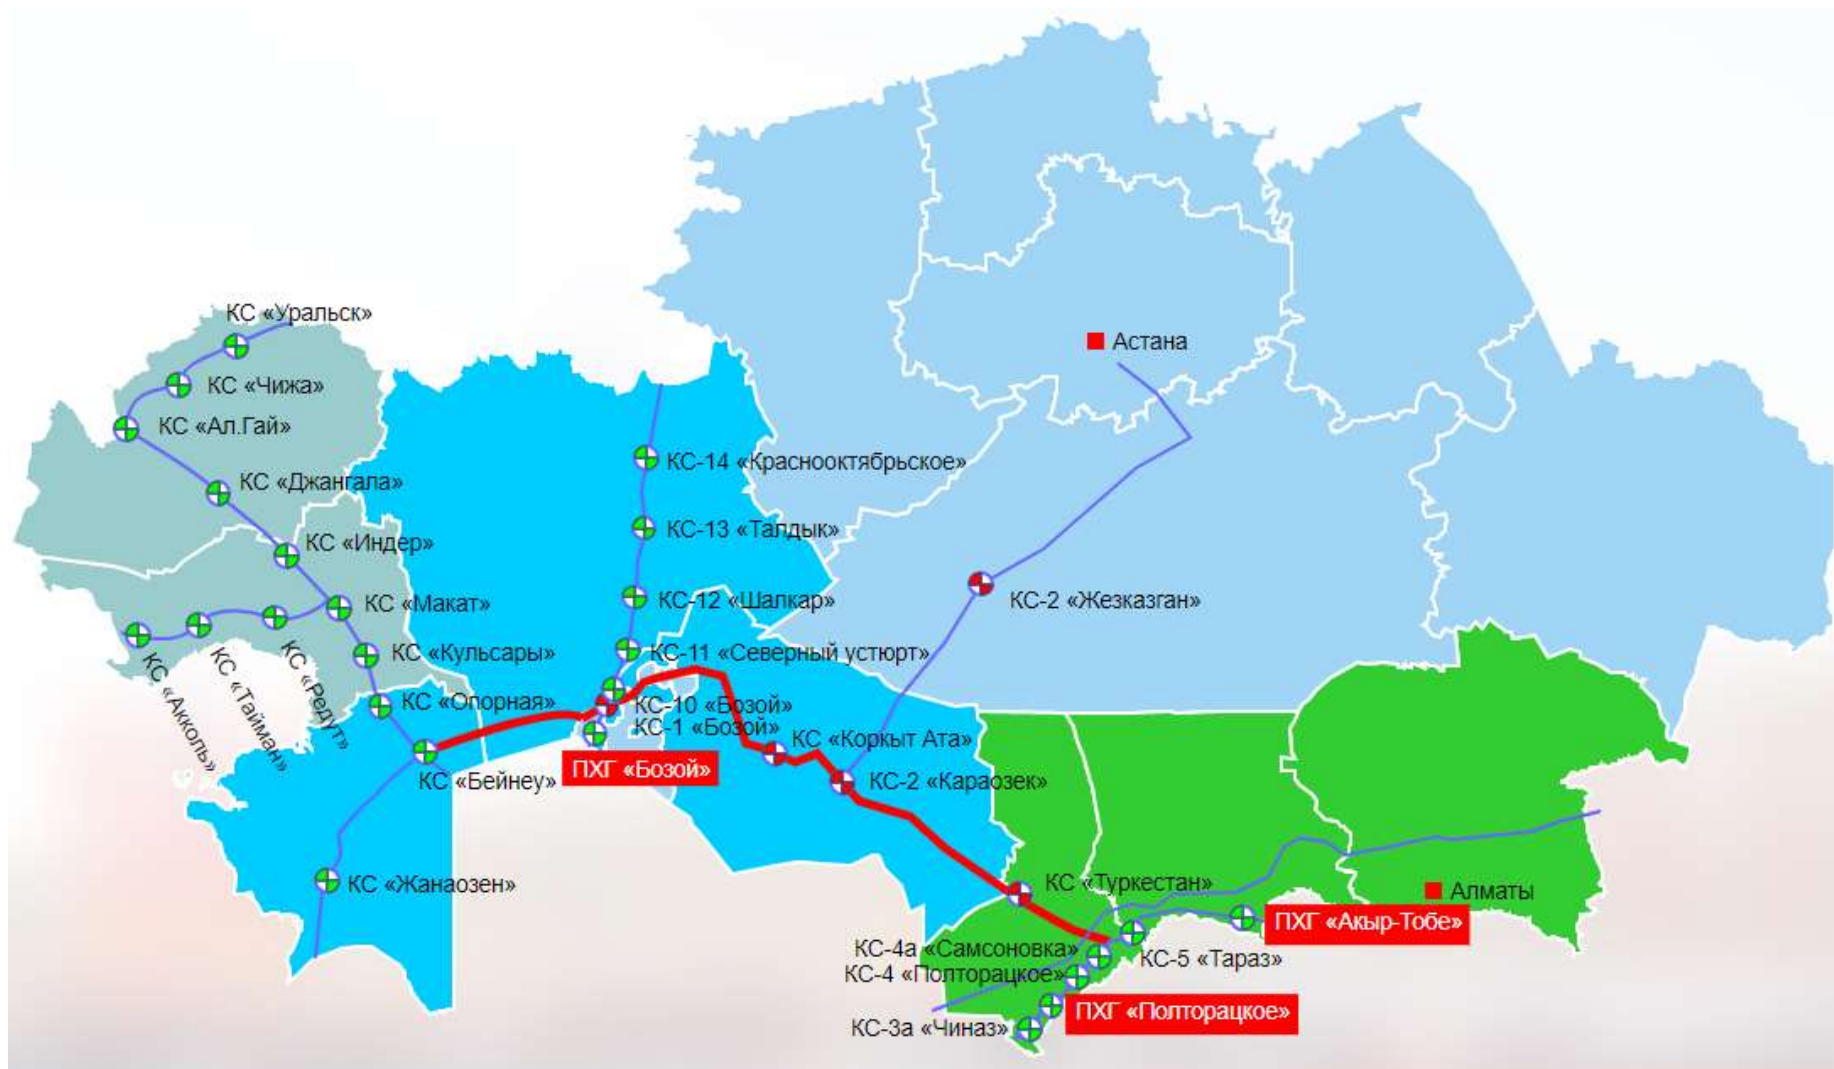 КС «Уральск»
Астана
КС «Чижа»
КС «Ал.Гай»
КС-14 «Краснооктябрьское»
КС «Джангала»
КС-13 «Талдык»
КС «Индер»
КС-2 «Жезказган»
КС «Макат»
КС-12 «Шалкар»
КС «Кульсары»
КС-11 «Северный устюрт»
КС «Акколь»
КС «Тайман»
КС «Редут»
КС «Опорная»
КС-10 «Бозой»
КС-1 «Бозой»
КС «Коркыт Ата»
ПХГ «Бозой»
КС «Бейнеу»
КС-2 «Караозек»
КС «Жанаозен»
КС «Туркестан»
Алматы
ПХГ «Акыр-Тобе»
КС-4а «Самсоновка»
КС-5 «Тараз»
КС-4 «Полторацкое»
ПХГ «Полторацкое»
КС-3а «Чиназ»